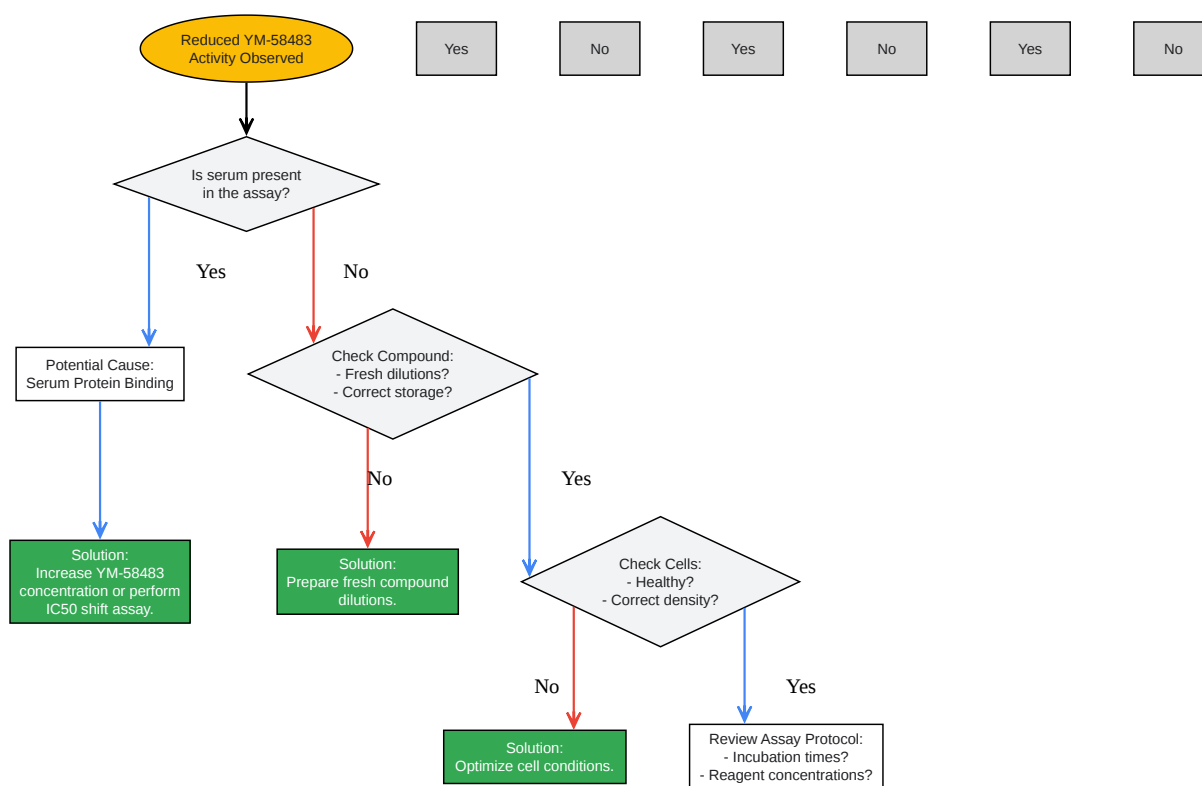 Reduced YM-58483
Activity Observed
Yes
No
Yes
No
Yes
No
Is serum present
in the assay?
Yes
No
Potential Cause:
Serum Protein Binding
Check Compound:
- Fresh dilutions?
- Correct storage?
No
Yes
Solution:
Increase YM-58483
concentration or perform
IC50 shift assay.
Solution:
Prepare fresh compound
dilutions.
Check Cells:
- Healthy?
- Correct density?
No
Yes
Solution:
Optimize cell conditions.
Review Assay Protocol:
- Incubation times?
- Reagent concentrations?